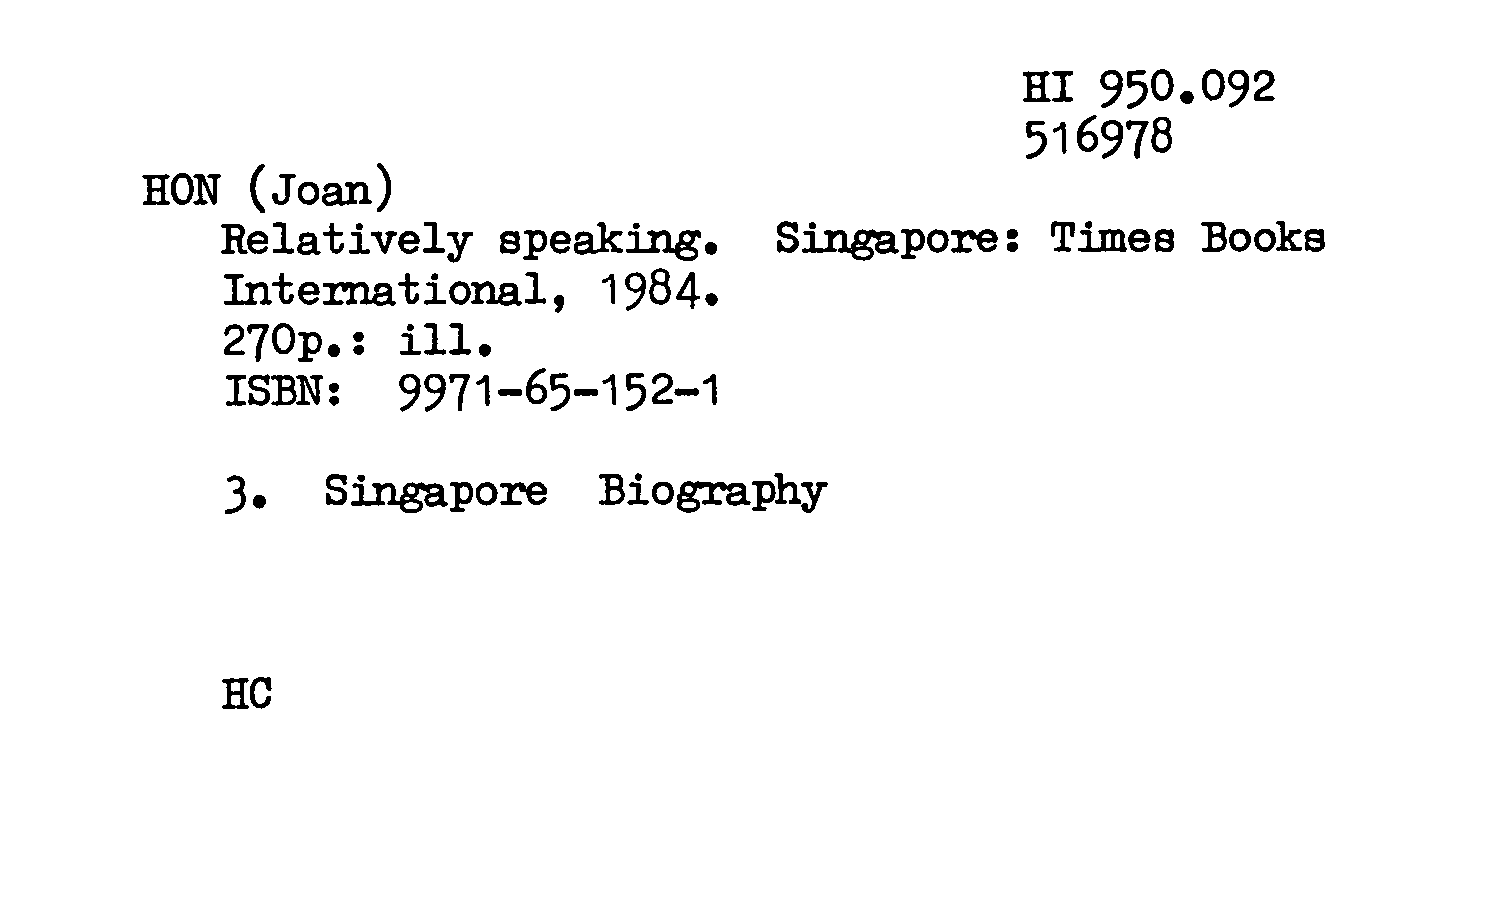 HI 950.092
516978
HON (Joan)
Relatively speaking. Singapore: Times Books
International, 1984.
270p.: ill.
ISBN: 9971-65-152-1
3. Singapore Biography
HC